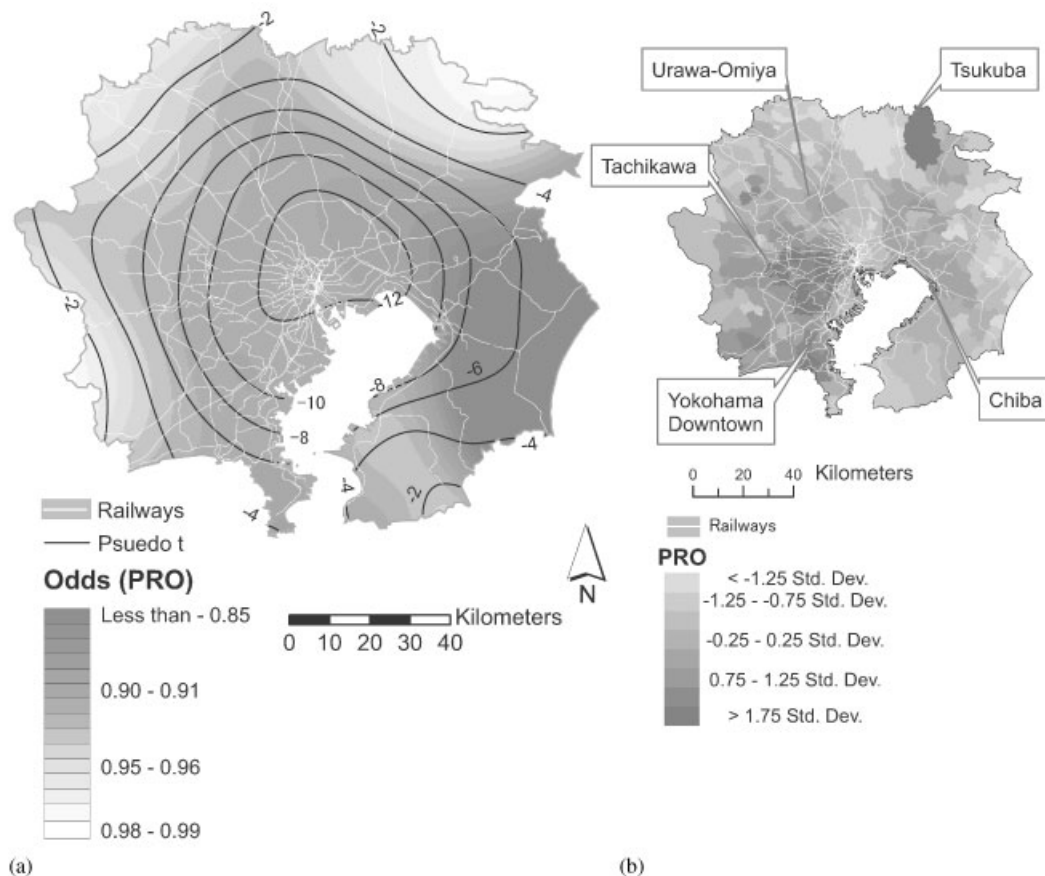 -2
-2
-4
-2
-12
-6
-8
-10
-8
-4
-4
-2
-4
Railways
Psuedo t
Odds (PRO)
Less than - 0.85
0.90 - 0.91
0.95 - 0.96
0.98 - 0.99
Kilometers
0 10 20 30 40
N
(a)
Urawa-Omiya
Tsukuba
Tachikawa
Yokohama
Downtown
Chiba
0 20 40 Kilometers
Railways
PRO
< -1.25 Std. Dev.
-1.25 - -0.75 Std. Dev.
-0.25 - 0.25 Std. Dev.
0.75 - 1.25 Std. Dev.
> 1.75 Std. Dev.
(b)